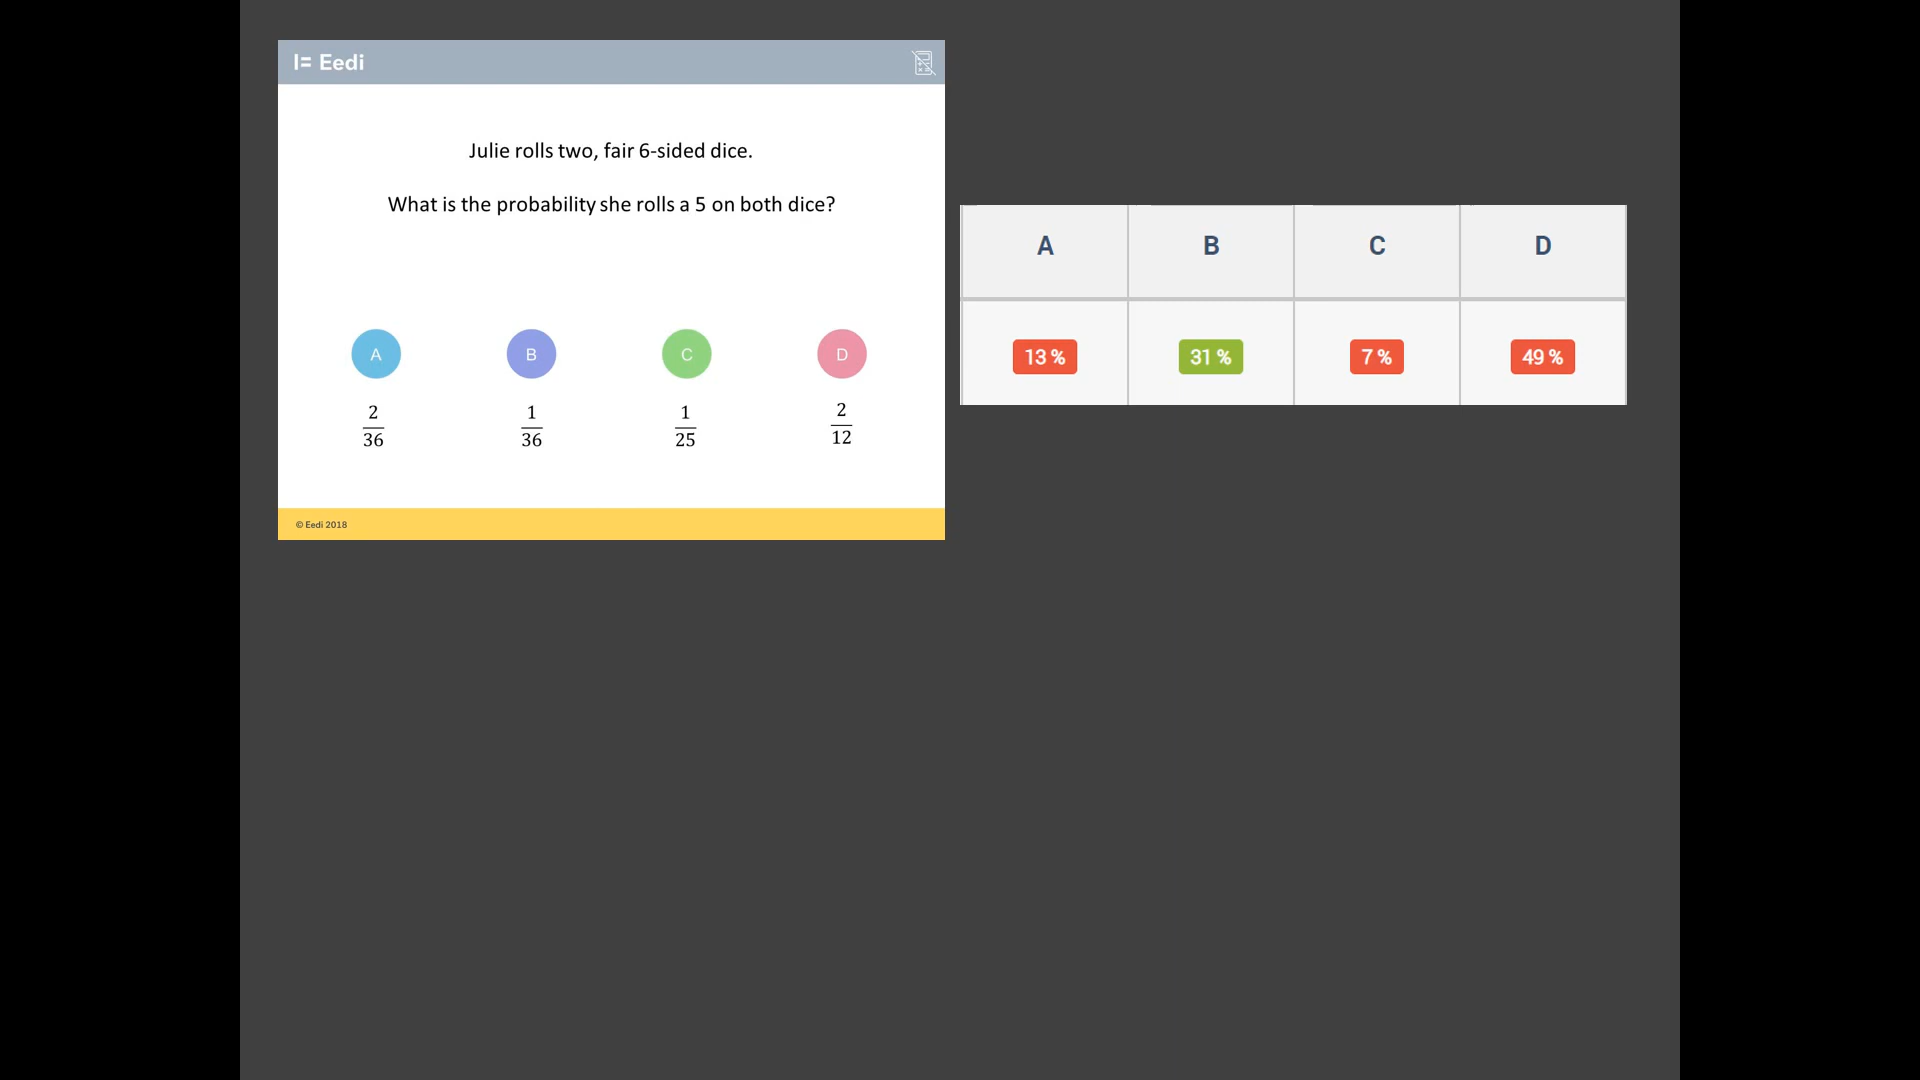 Eedi
Julie rolls two, fair 6-sided dice.
What is the probability she rolls a 5 on both dice?
A B C D
2/36 1/36 1/25 2/12
© Eedi 2018
A B C D
13 % 31 % 7 % 49 %